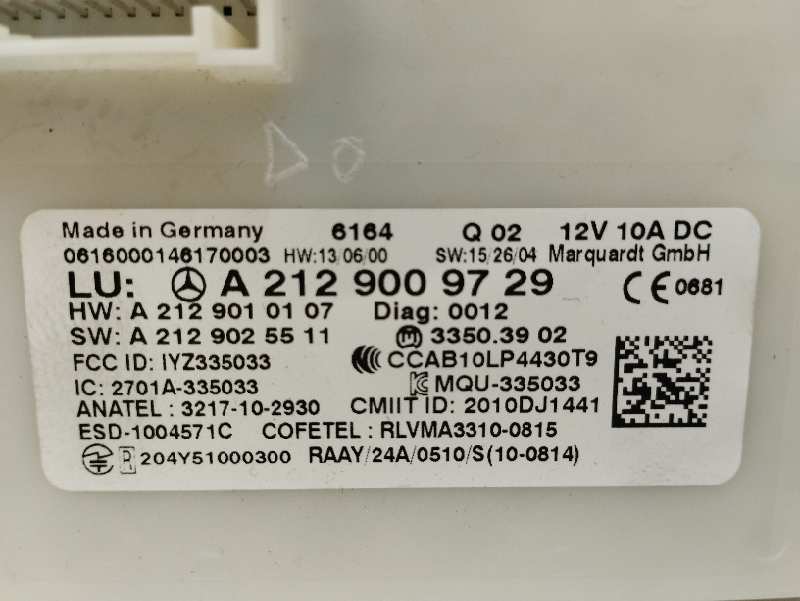 D0
Made in Germany 6164 Q 02 12V 10A DC
0616000146170003 HW:13/06/00 SW:15/26/04 Marquardt GmbH
LU: A 212 900 97 29 CE 0681
HW: A 212 901 01 07 Diag: 0012
SW: A 212 902 55 11 m 3350.3902
FCC ID: IYZ335033 CCC CCAB10LP4430T9
IC: 2701A-335033 MQU-335033
ANATEL : 3217-10-2930 CMIIT ID: 2010DJ1441
ESD-1004571C COFETEL : RLVMA3310-0815
R 204Y51000300 RAAY/24A/0510/S(10-0814)